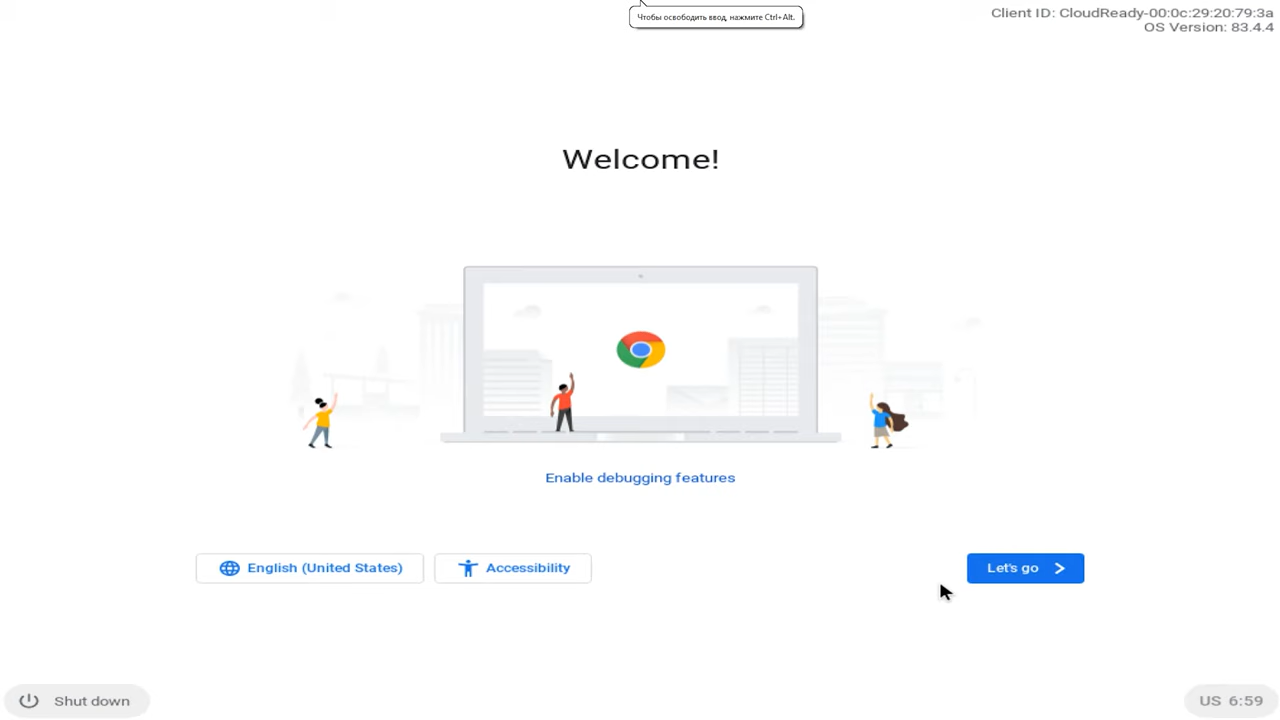 Чтобы освободить ввод, нажмите Ctrl+Alt.
Client ID: CloudReady-00:0c:29:20:79:3a
OS Version: 83.4.4
Welcome!
Enable debugging features
English (United States)
Accessibility
Let's go
Shut down
US 6:59